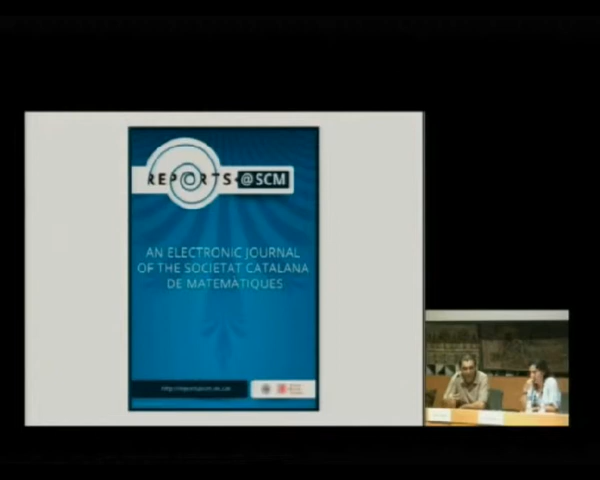 REPORTS@SCM
AN ELECTRONIC JOURNAL
OF THE SOCIETAT CATALANA
DE MATEMÀTIQUES